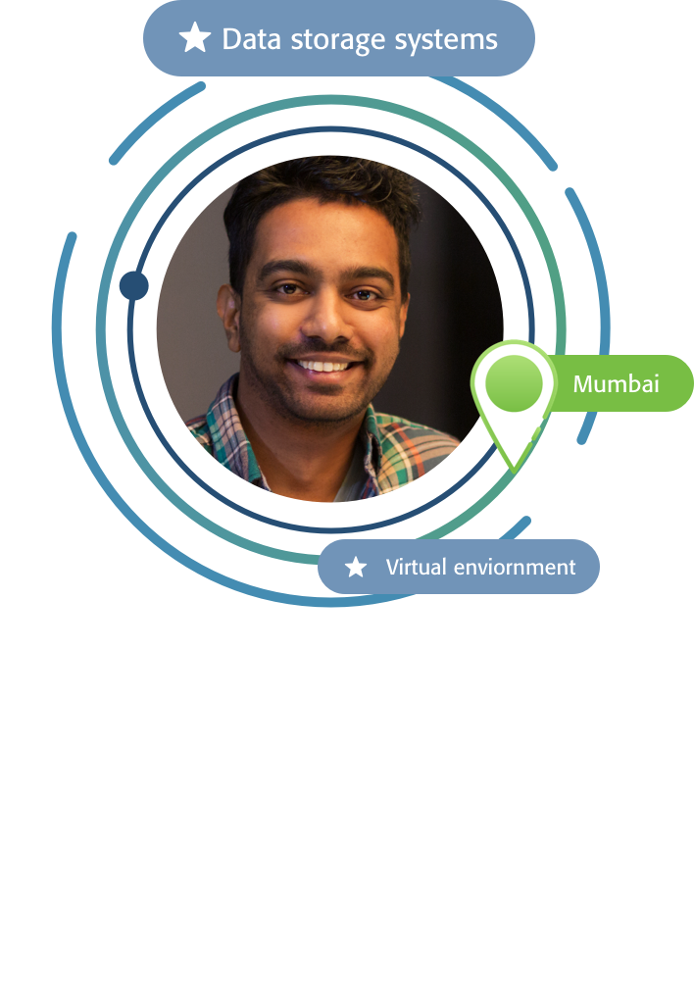 Data storage systems
Mumbai
Virtual enviornment